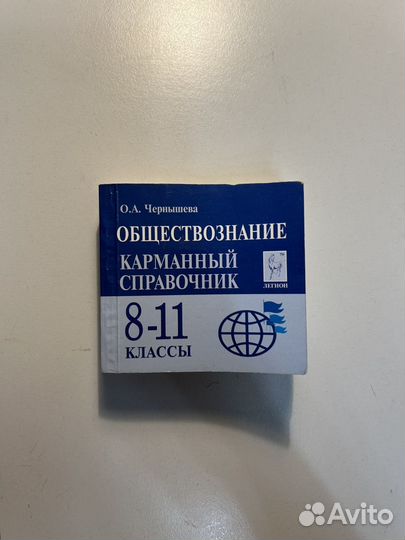 О.А. Чернышева
ОБЩЕСТВОЗНАНИЕ
КАРМАННЫЙ
СПРАВОЧНИК
ЛЕГИОН
8-11
КЛАССЫ
Avito